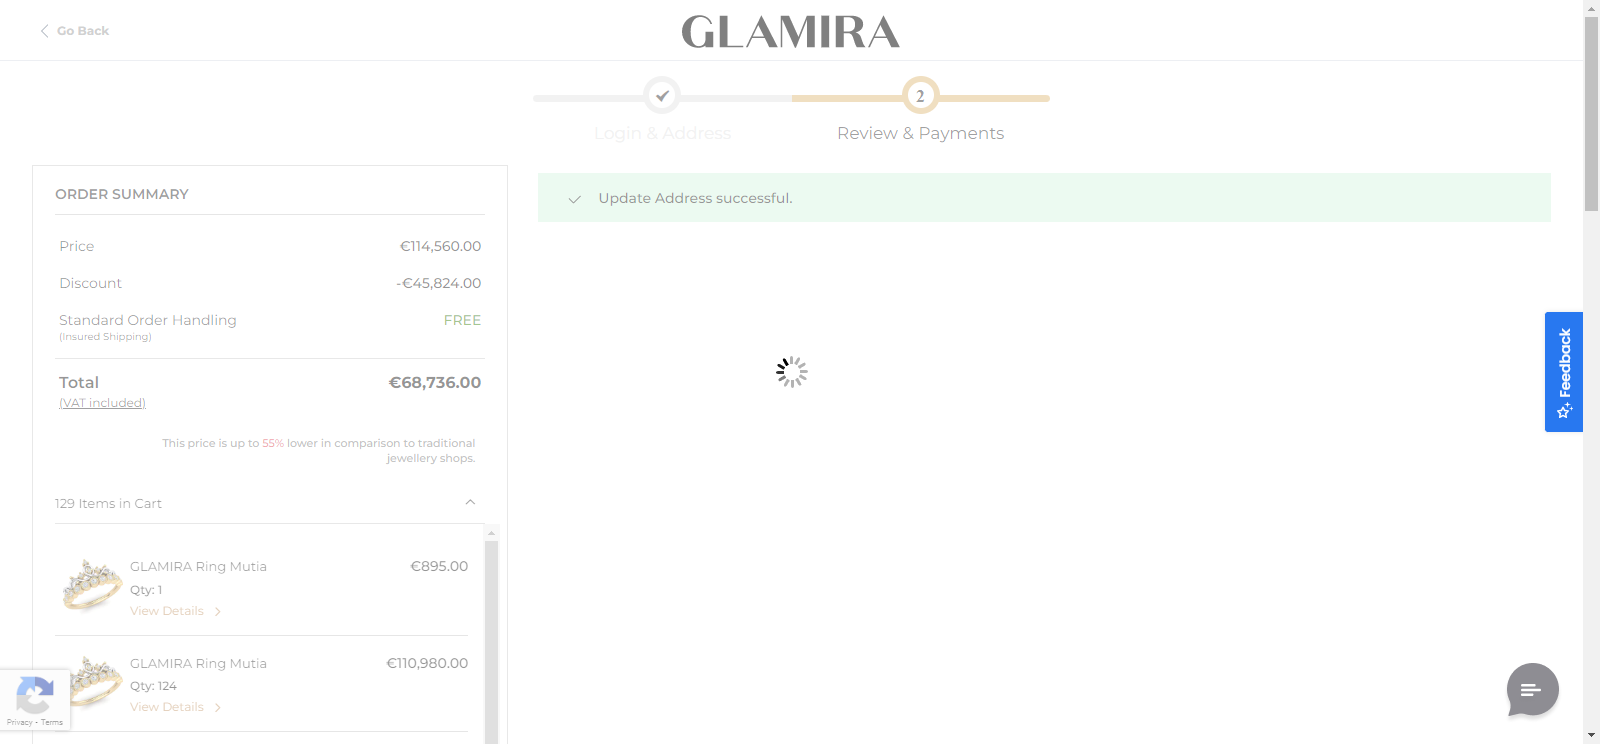 Go Back
GLAMIRA
2
Login & Address
Review & Payments
ORDER SUMMARY
Price €114,560.00
Discount -€45,824.00
Standard Order Handling FREE
(Insured Shipping)
Total €68,736.00
(VAT included)
This price is up to 55% lower in comparison to traditional
jewellery shops.
129 Items in Cart
GLAMIRA Ring Mutia €895.00
Qty: 1
View Details
GLAMIRA Ring Mutia €110,980.00
Qty: 124
View Details
Update Address successful.
Feedback
Privacy - Terms